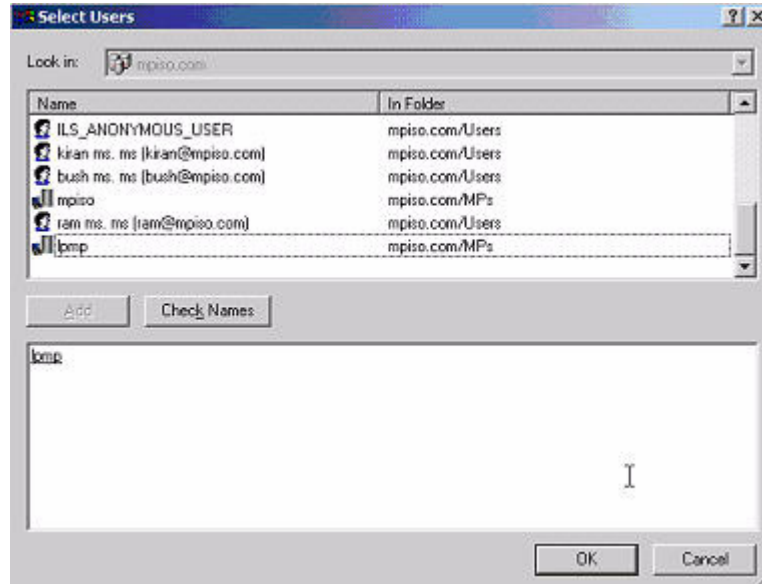 Select Users
Look in: mpiso.com
Name In Folder
ILS_ANONYMOUS_USER mpiso.com/Users
kiran ms. ms (kiran@mpiso.com) mpiso.com/Users
bush ms. ms (bush@mpiso.com) mpiso.com/Users
mpiso mpiso.com/MPs
ram ms. ms (ram@mpiso.com) mpiso.com/Users
lpmp mpiso.com/MPs
Add Check Names
lpmp
OK Cancel